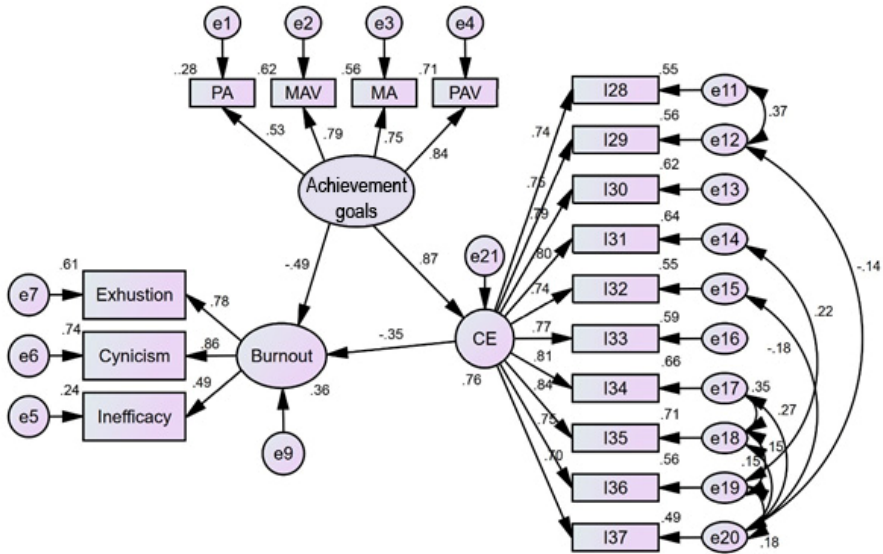 e1 e2 e3 e4
..28 .62 .56 .71
PA MAV MA PAV
.53 .79 .75 .84
Achievement
goals
-.49 .87
e21
.61
e7 Exhustion .78
.74
e6 Cynicism .86
.24 .49
e5 Inefficacy
Burnout
.36
e9
-.35
CE
.76
.74
.75
.79
.80
.74
.77
.81
.84
.75
.70
.55
I28 e11
.37
.56
I29 e12
.62
I30 e13
.64
I31 e14
.55
I32 e15
.59
I33 e16
.66
I34 e17
.71
I35 e18
.56
I36 e19
.49
I37 e20
-.14
.22
-.18
.35
.27
.15
.15
.18